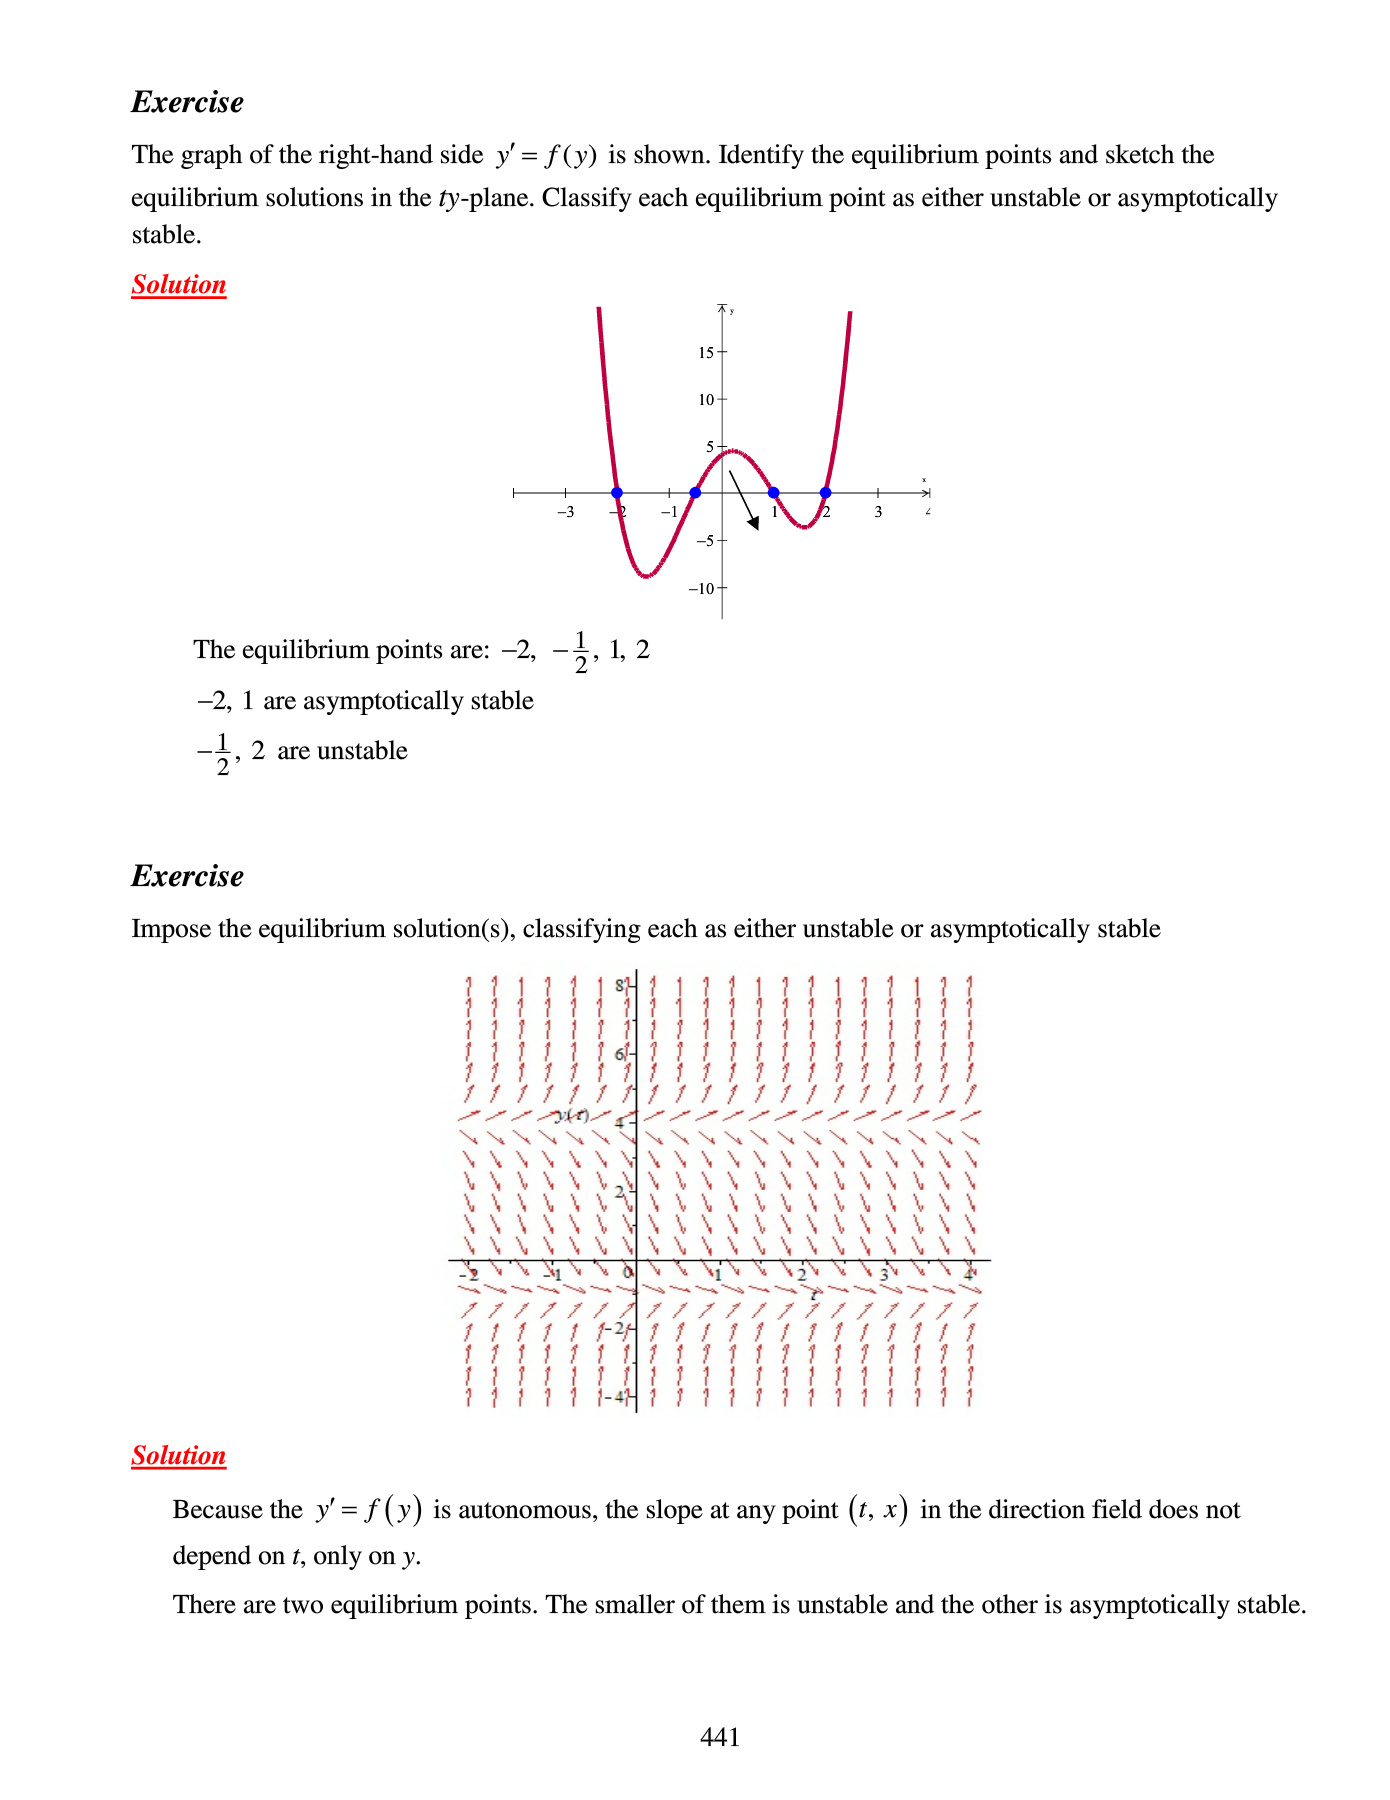 Exercise
The graph of the right-hand side y′ = f(y) is shown. Identify the equilibrium points and sketch the
equilibrium solutions in the ty-plane. Classify each equilibrium point as either unstable or asymptotically
stable.
Solution
y
15
10
5
x
−3 −2 −1 1 2 3 4
−5
−10
The equilibrium points are: −2, −1/2, 1, 2
−2, 1 are asymptotically stable
−1/2, 2 are unstable
Exercise
Impose the equilibrium solution(s), classifying each as either unstable or asymptotically stable
8
6
y(t)
4
2
-2 -1 0 1 2 3 4
t
-2
-4
Solution
Because the y′ = f(y) is autonomous, the slope at any point (t, x) in the direction field does not
depend on t, only on y.
There are two equilibrium points. The smaller of them is unstable and the other is asymptotically stable.
441